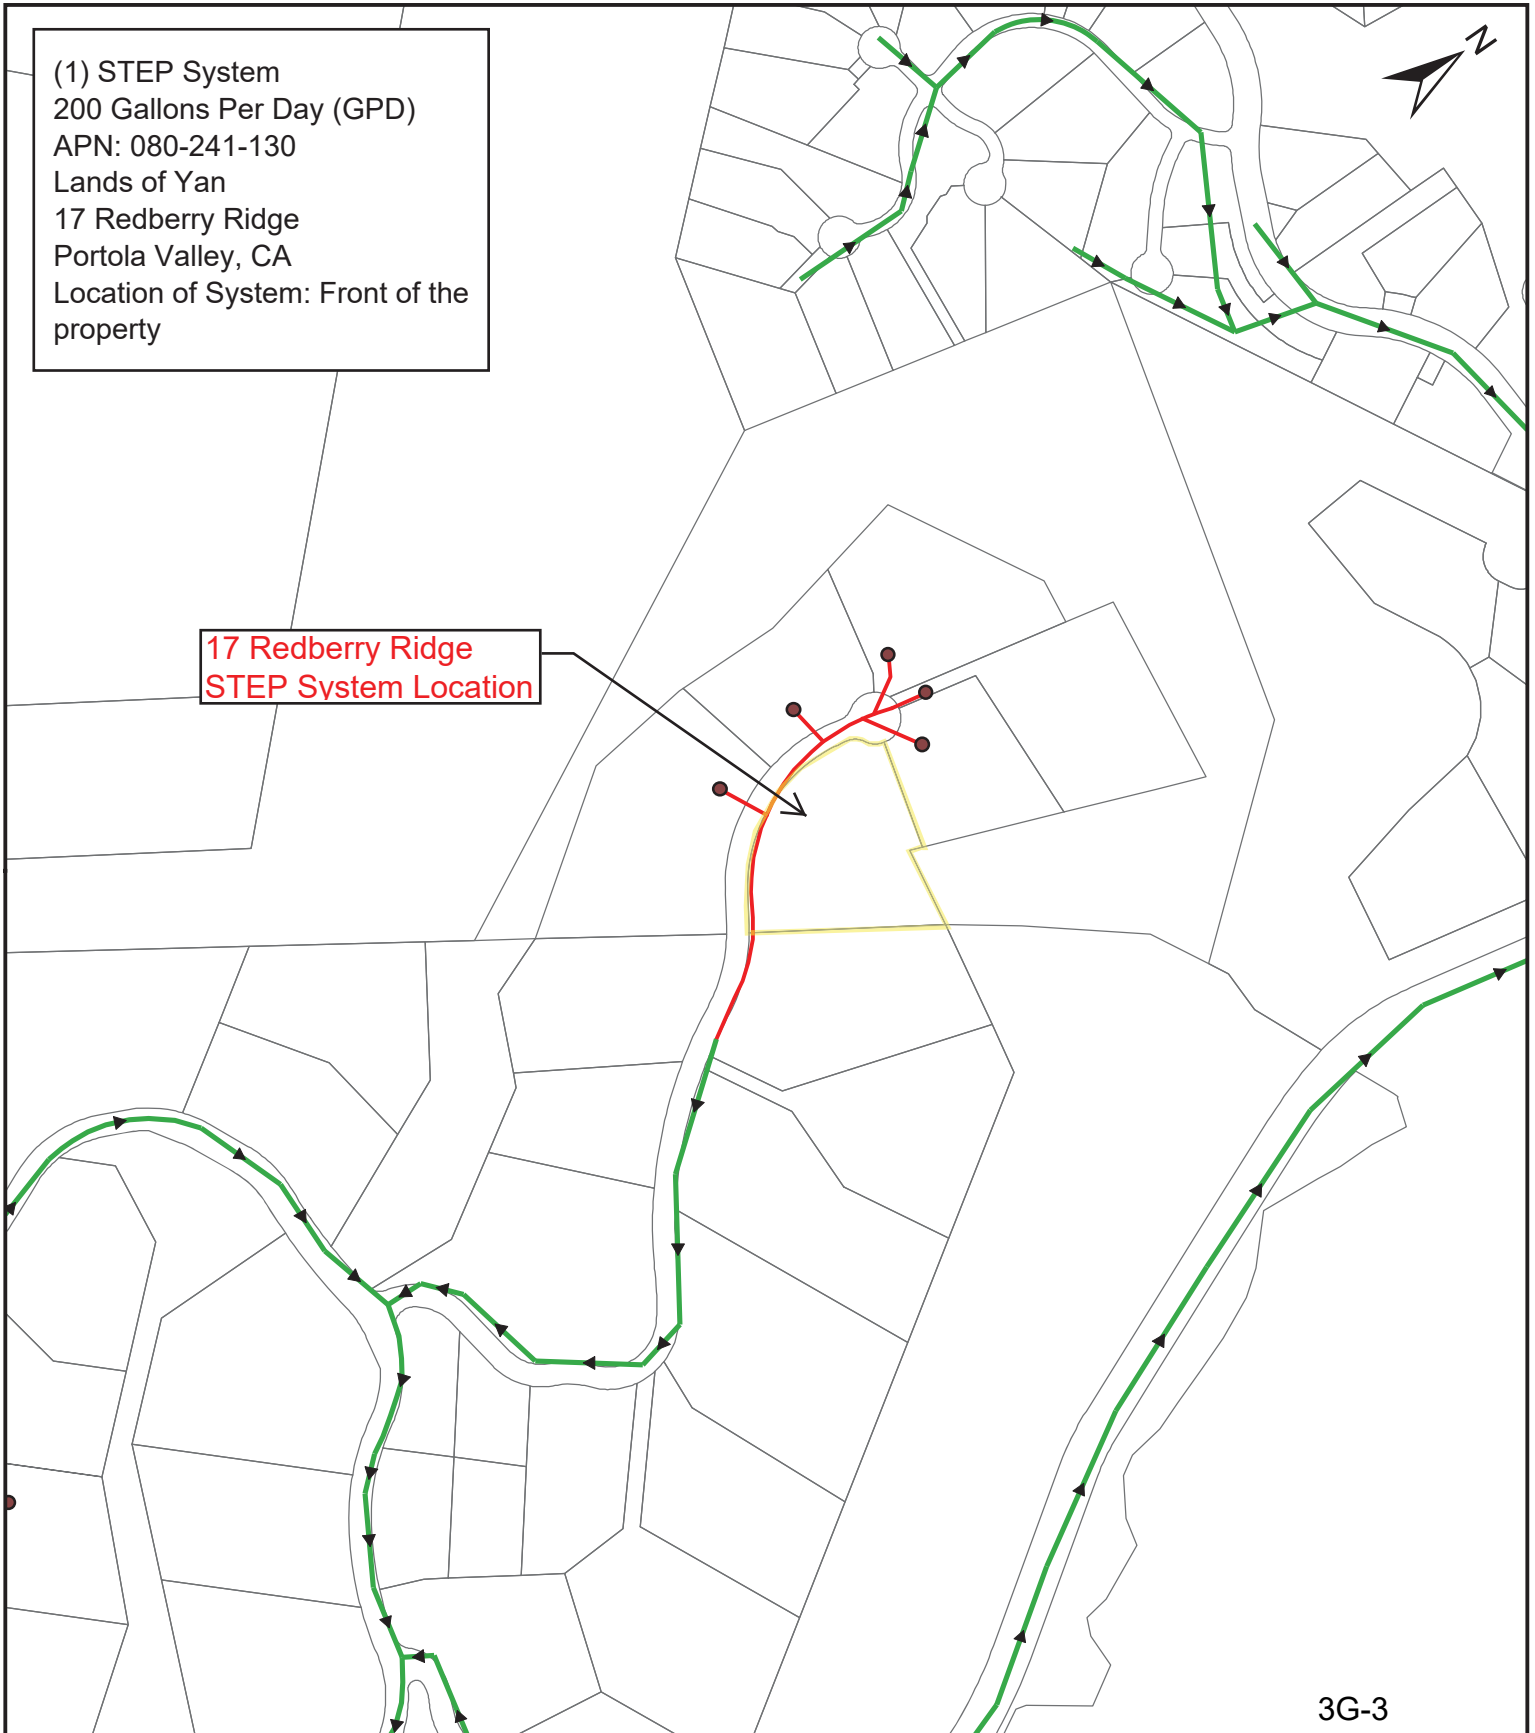 (1) STEP System
200 Gallons Per Day (GPD)
APN: 080-241-130
Lands of Yan
17 Redberry Ridge
Portola Valley, CA
Location of System: Front of the
property
N
17 Redberry Ridge
STEP System Location
3G-3